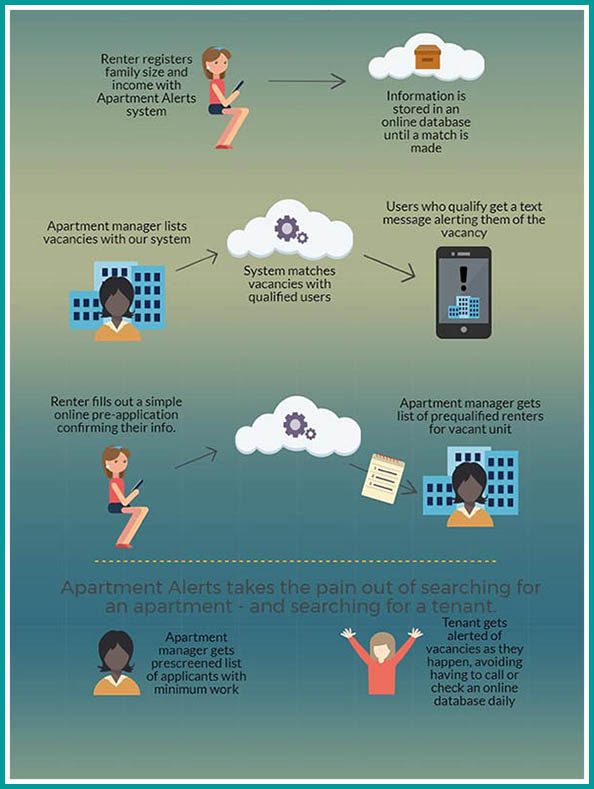 Renter registers
family size and
income with
Apartment Alerts
system
Information is
stored in an
online database
until a match is
made
Apartment manager lists
vacancies with our system
System matches
vacancies with
qualified users
Users who qualify get a text
message alerting them of the
vacancy
Renter fills out a simple
online pre-application
confirming their info.
Apartment manager gets
list of prequalified renters
for vacant unit
Apartment Alerts takes the pain out of searching for
an apartment - and searching for a tenant.
Apartment
manager gets
prescreened list
of applicants with
minimum work
Tenant gets
alerted of
vacancies as they
happen, avoiding
having to call or
check an online
database daily